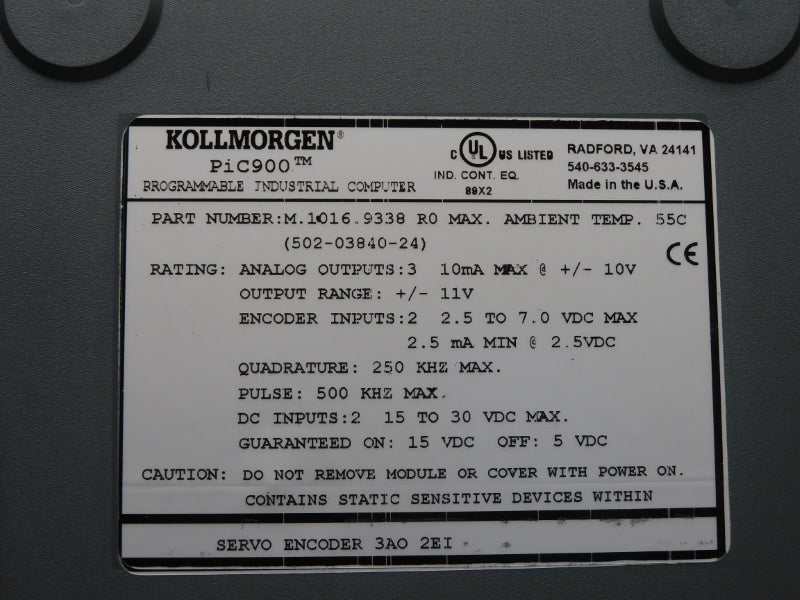 KOLLMORGEN®
PiC900™
PROGRAMMABLE INDUSTRIAL COMPUTER
C UL US LISTED
IND. CONT. EQ.
89X2
RADFORD, VA 24141
540-633-3545
Made in the U.S.A.
PART NUMBER:M.1016.9338 R0 MAX. AMBIENT TEMP. 55C
(502-03840-24)
CE
RATING: ANALOG OUTPUTS:3 10mA MAX @ +/- 10V
OUTPUT RANGE: +/- 11V
ENCODER INPUTS:2 2.5 TO 7.0 VDC MAX
2.5 mA MIN @ 2.5VDC
QUADRATURE: 250 KHZ MAX.
PULSE: 500 KHZ MAX.
DC INPUTS:2 15 TO 30 VDC MAX.
GUARANTEED ON: 15 VDC OFF: 5 VDC
CAUTION: DO NOT REMOVE MODULE OR COVER WITH POWER ON.
CONTAINS STATIC SENSITIVE DEVICES WITHIN
SERVO ENCODER 3AO 2EI